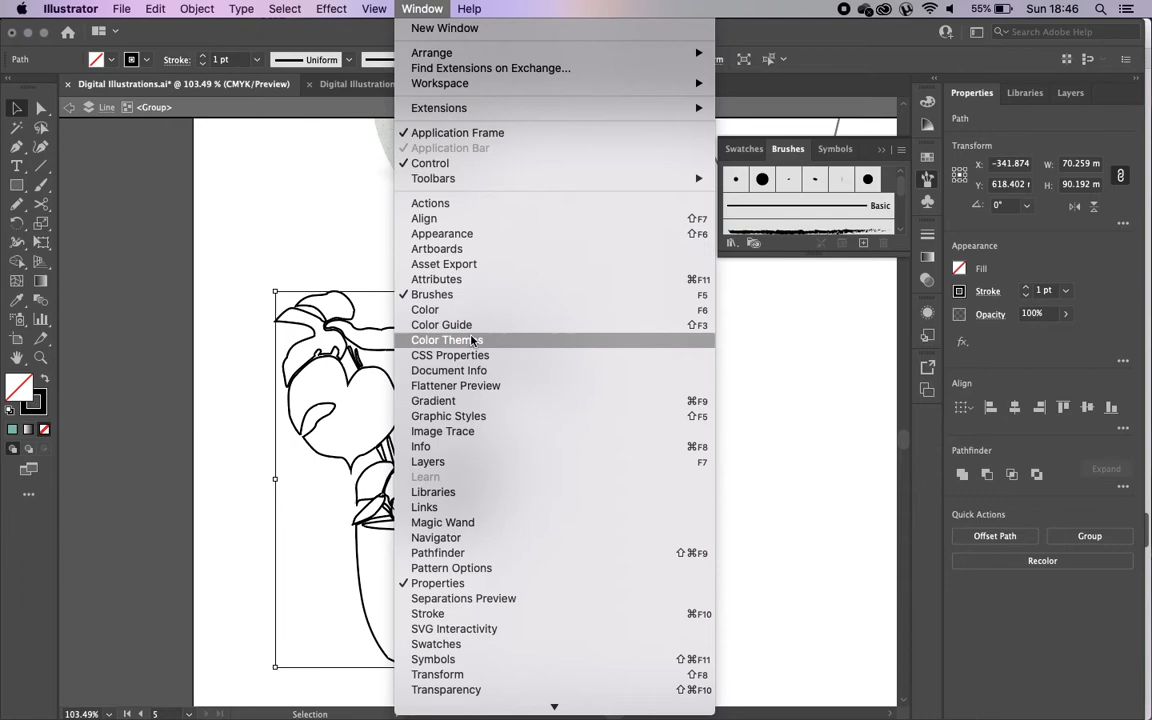 Illustrator File Edit Object Type Select Effect View Window Help 55% Sun 18:46
New Window
Path Stroke: 1 pt Uniform Search Adobe Help
Arrange
Find Extensions on Exchange...
Digital Illustrations.ai* @ 103.49 % (CMYK/Preview) Digital Illustrations
Workspace
Properties Libraries Layers
Line <Group>
Extensions
Path
Application Frame
Application Bar
Control
Toolbars
Transform
Swatches Brushes Symbols
X: -341.874 W: 70.259 m
Y: 618.402 H: 90.192 m
0°
Basic
Actions
Align ⇧F7
Appearance ⇧F6
Artboards
Asset Export
Attributes ⌘F11
Brushes F5
Color F6
Color Guide ⇧F3
Color Themes
CSS Properties
Document Info
Flattener Preview
Gradient ⌘F9
Graphic Styles ⇧F5
Image Trace
Info ⌘F8
Layers F7
Learn
Libraries
Links
Magic Wand
Navigator
Pathfinder ⇧⌘F9
Pattern Options
Properties
Separations Preview
Stroke ⌘F10
SVG Interactivity
Swatches
Symbols ⇧⌘F11
Transform ⇧F8
Transparency ⇧⌘F10
Appearance
Fill
Stroke 1 pt
Opacity 100%
fx.
Align
Pathfinder
Expand
Quick Actions
Offset Path Group
Recolor
103.49% 5 Selection